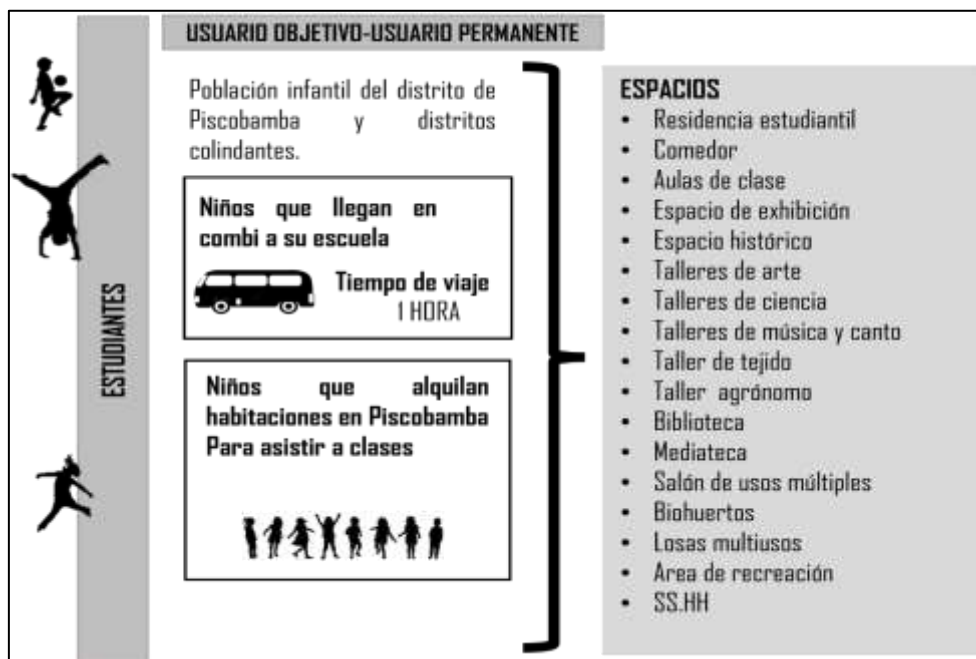 USUARIO OBJETIVO-USUARIO PERMANENTE
ESTUDIANTES
Población infantil del distrito de
Piscobamba y distritos
colindantes.
Niños que llegan en
combi a su escuela
Tiempo de viaje
1 HORA
Niños que alquilan
habitaciones en Piscobamba
Para asistir a clases
ESPACIOS
• Residencia estudiantil
• Comedor
• Aulas de clase
• Espacio de exhibición
• Espacio histórico
• Talleres de arte
• Talleres de ciencia
• Talleres de música y canto
• Taller de tejido
• Taller agrónomo
• Biblioteca
• Mediateca
• Salón de usos múltiples
• Biohuertos
• Losas multiusos
• Area de recreación
• SS.HH